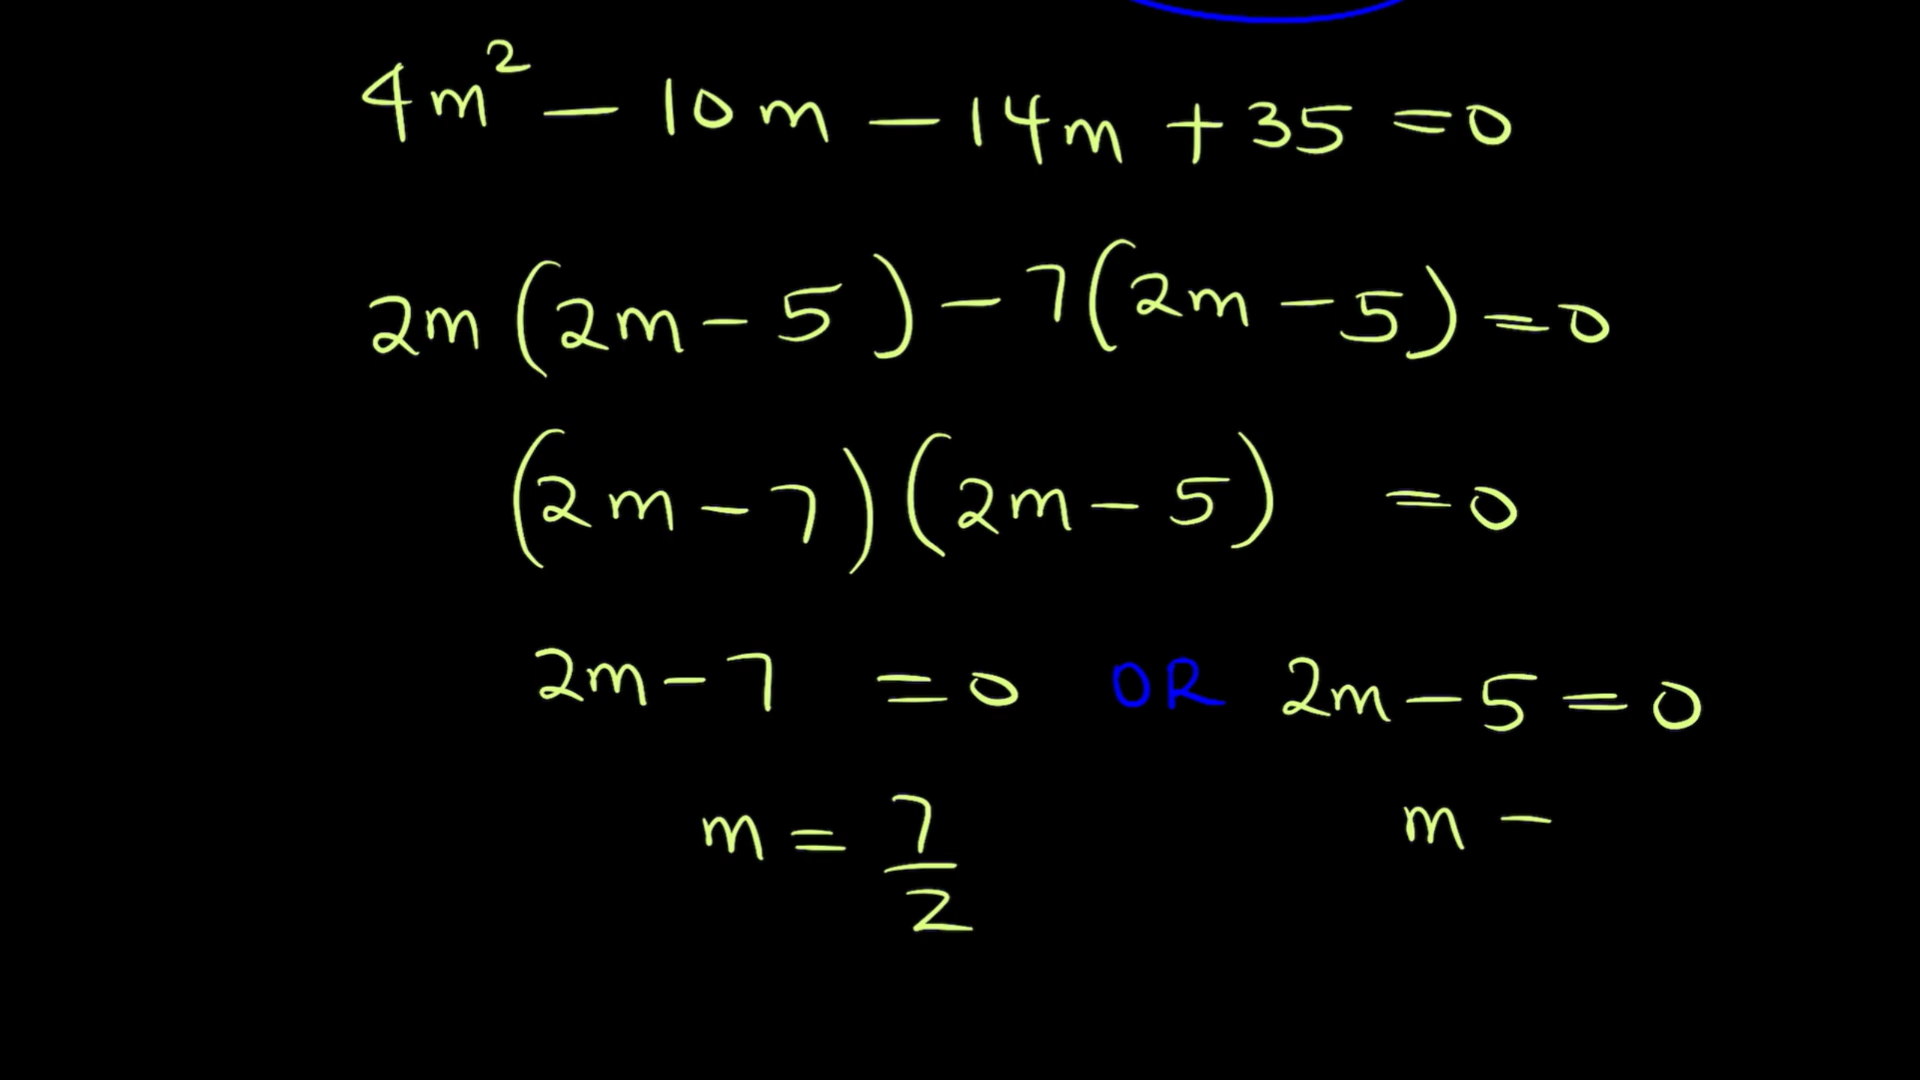 4m² − 10m − 14m + 35 = 0
2m(2m − 5) − 7(2m − 5) = 0
(2m − 7)(2m − 5) = 0
2m − 7 = 0 OR 2m − 5 = 0
m = 7/2 m −